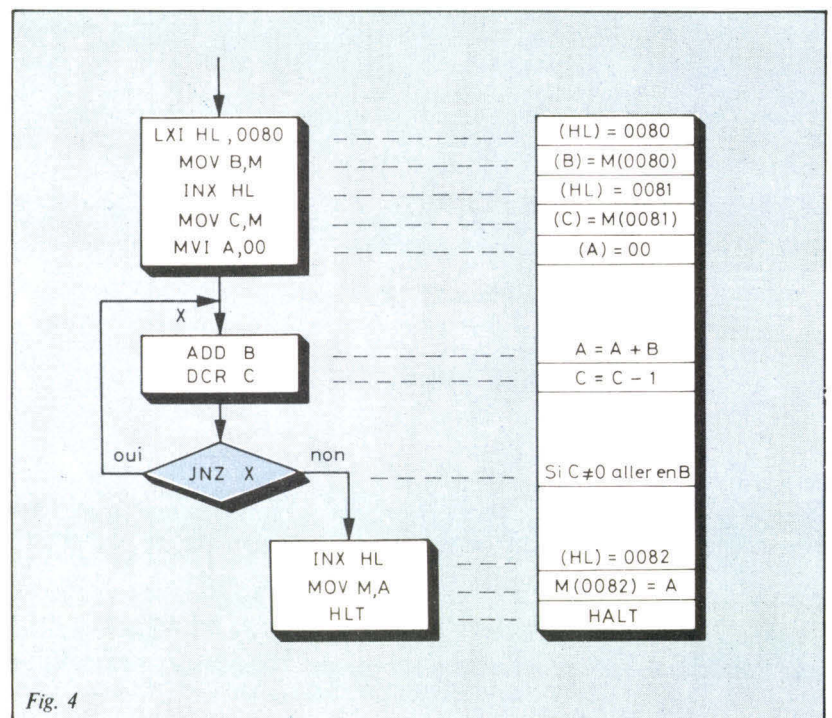 LXI HL,0080
MOV B,M
INX HL
MOV C,M
MVI A,00
X
ADD B
DCR C
oui
JNZ X
non
INX HL
MOV M,A
HLT
(HL) = 0080
(B) = M(0080)
(HL) = 0081
(C) = M(0081)
(A) = 00
A = A + B
C = C - 1
Si C≠0 aller en B
(HL) = 0082
M(0082) = A
HALT
Fig. 4